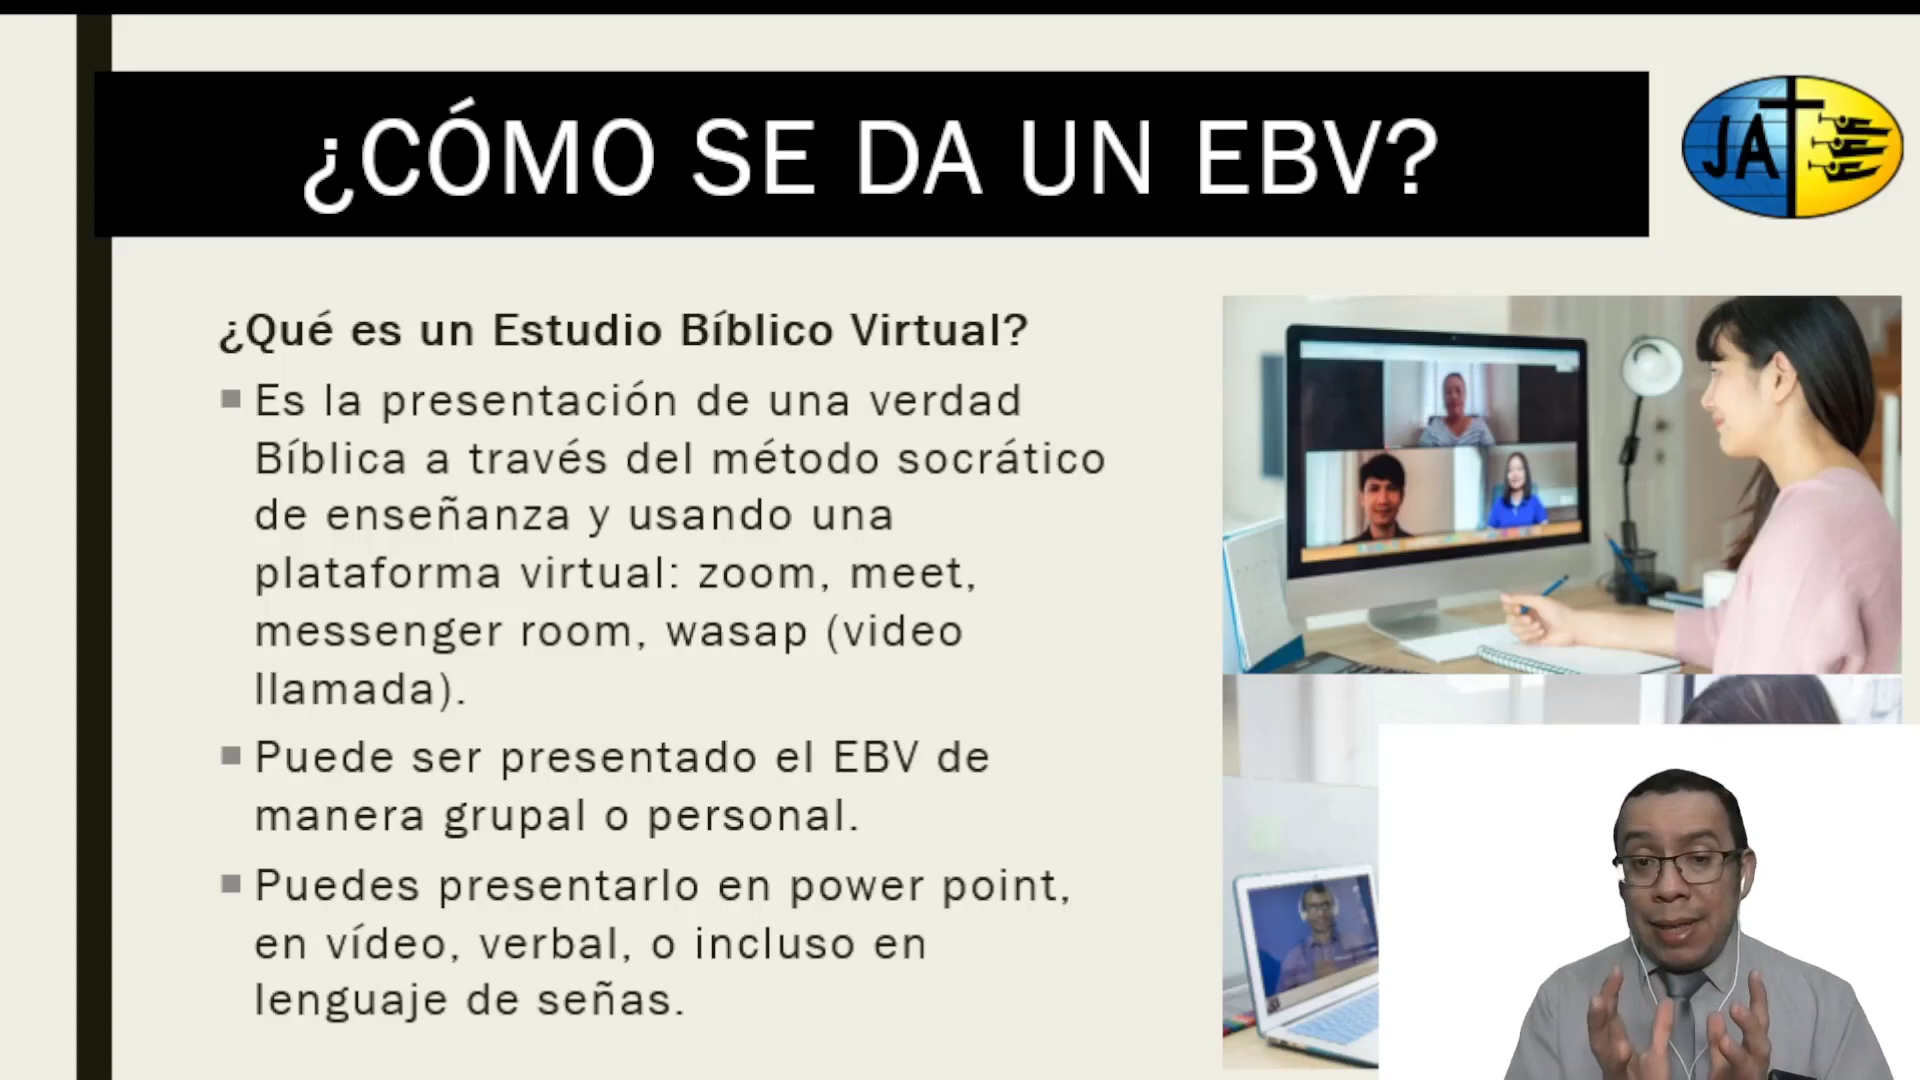 ¿CÓMO SE DA UN EBV?
JA
¿Qué es un Estudio Bíblico Virtual?
Es la presentación de una verdad
Bíblica a través del método socrático
de enseñanza y usando una
plataforma virtual: zoom, meet,
messenger room, wasap (video
llamada).
Puede ser presentado el EBV de
manera grupal o personal.
Puedes presentarlo en power point,
en vídeo, verbal, o incluso en
lenguaje de señas.